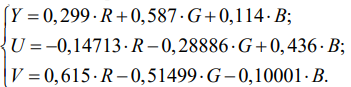 Y = 0,299 · R + 0,587 · G + 0,114 · B;
U = −0,14713 · R − 0,28886 · G + 0,436 · B;
V = 0,615 · R − 0,51499 · G − 0,10001 · B.